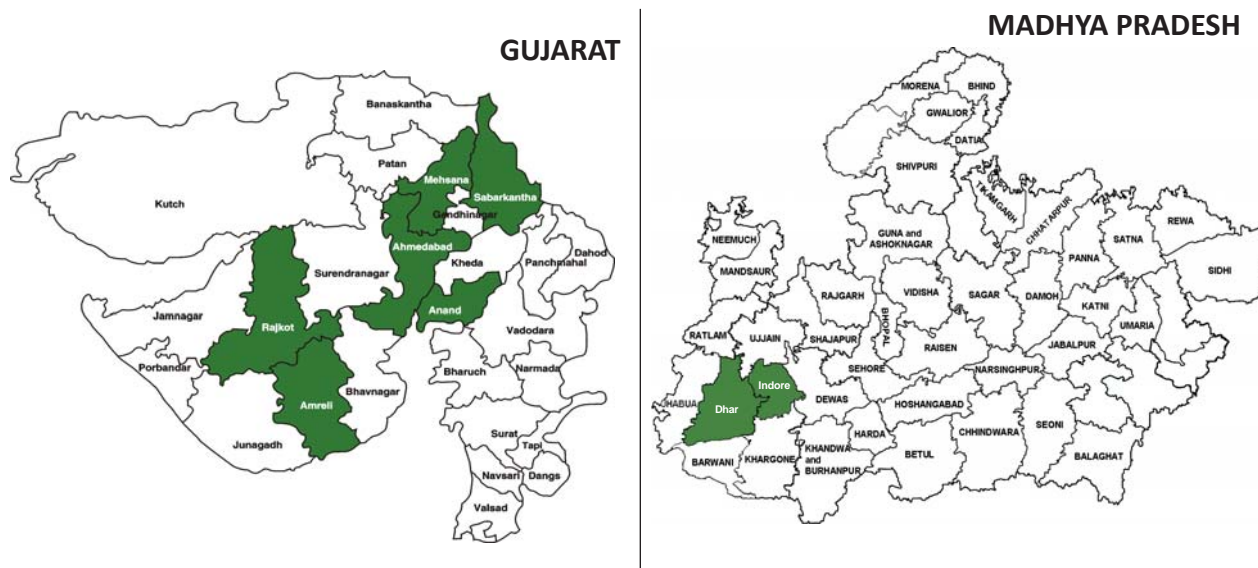 GUJARAT
Banaskantha
Patan
Mehsana
Sabarkantha
Kutch
Gandhinagar
Ahmedabad
Surendranagar
Kheda
Panchmahal
Dahod
Anand
Jamnagar
Rajkot
Vadodara
Porbandar
Bharuch
Narmada
Bhavnagar
Amreli
Junagadh
Surat
Tapi
Navsari
Dangs
Valsad
MADHYA PRADESH
MORENA
BHIND
GWALIOR
DATIA
SHIVPURI
TIKAMGARH
CHHATARPUR
REWA
SATNA
NEEMUCH
GUNA and
ASHOKNAGAR
PANNA
SIDHI
MANDSAUR
RAJGARH
VIDISHA
SAGAR
DAMOH
KATNI
UMARIA
RATLAM
UJJAIN
SHAJAPUR
BHOPAL
RAISEN
JABALPUR
SEHORE
NARSINGHPUR
Indore
JHABUA
Dhar
DEWAS
HOSHANGABAD
HARDA
CHHINDWARA
SEONI
BARWANI
KHARGONE
KHANDWA
and
BURHANPUR
BETUL
BALAGHAT